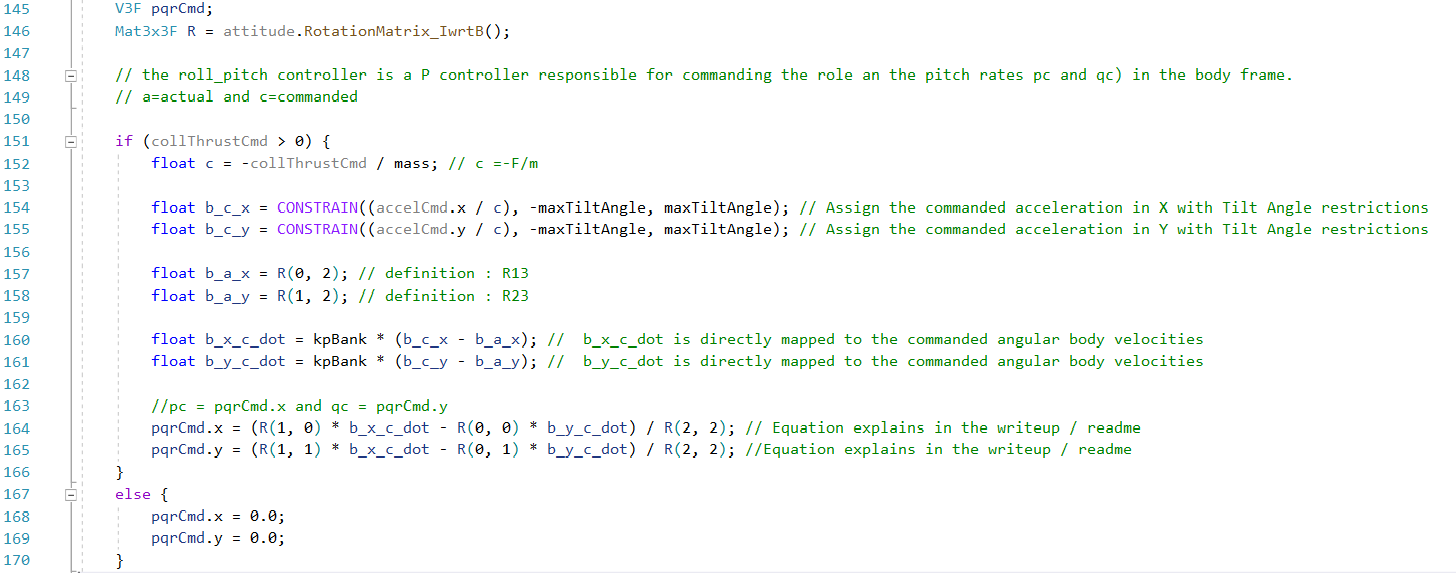 145 V3F pqrCmd;
146 Mat3x3F R = attitude.RotationMatrix_IwrtB();
147
148 // the roll_pitch controller is a P controller responsible for commanding the role an the pitch rates pc and qc) in the body frame.
149 // a=actual and c=commanded
150
151 if (collThrustCmd > 0) {
152 float c = -collThrustCmd / mass; // c =-F/m
153
154 float b_c_x = CONSTRAIN((accelCmd.x / c), -maxTiltAngle, maxTiltAngle); // Assign the commanded acceleration in X with Tilt Angle restrictions
155 float b_c_y = CONSTRAIN((accelCmd.y / c), -maxTiltAngle, maxTiltAngle); // Assign the commanded acceleration in Y with Tilt Angle restrictions
156
157 float b_a_x = R(0, 2); // definition : R13
158 float b_a_y = R(1, 2); // definition : R23
159
160 float b_x_c_dot = kpBank * (b_c_x - b_a_x); //  b_x_c_dot is directly mapped to the commanded angular body velocities
161 float b_y_c_dot = kpBank * (b_c_y - b_a_y); //  b_y_c_dot is directly mapped to the commanded angular body velocities
162
163 //pc = pqrCmd.x and qc = pqrCmd.y
164 pqrCmd.x = (R(1, 0) * b_x_c_dot - R(0, 0) * b_y_c_dot) / R(2, 2); // Equation explains in the writeup / readme
165 pqrCmd.y = (R(1, 1) * b_x_c_dot - R(0, 1) * b_y_c_dot) / R(2, 2); //Equation explains in the writeup / readme
166 }
167 else {
168 pqrCmd.x = 0.0;
169 pqrCmd.y = 0.0;
170 }